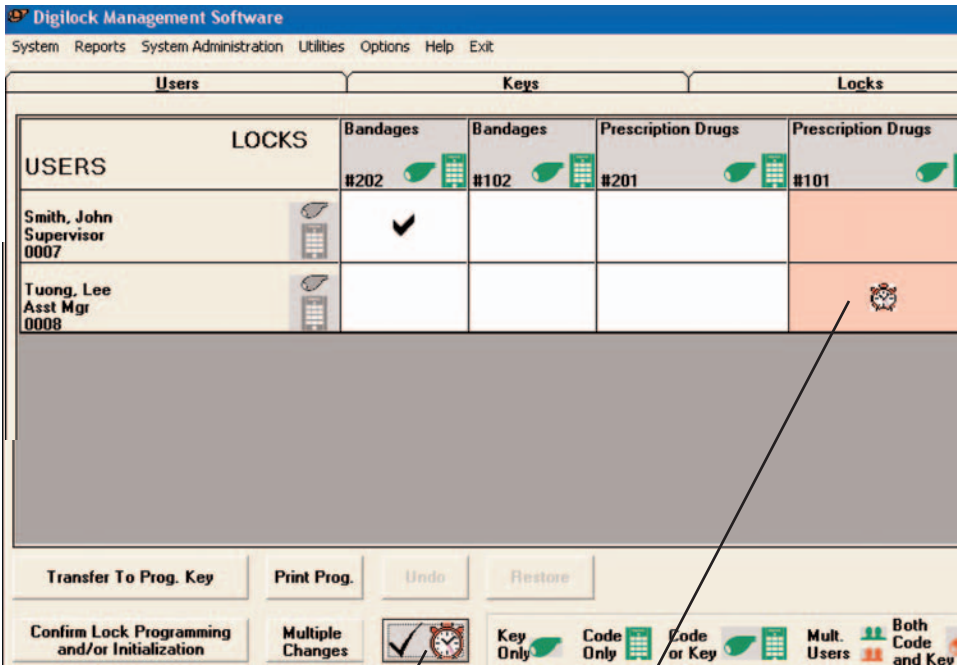 Digilock Management Software
System Reports System Administration Utilities Options Help Exit
Users Keys Locks
LOCKS
USERS
Bandages
#202
Bandages
#102
Prescription Drugs
#201
Prescription Drugs
#101
Smith, John
Supervisor
0007
Tuong, Lee
Asst Mgr
0008
Transfer To Prog. Key
Print Prog.
Undo
Restore
Confirm Lock Programming
and/or Initialization
Multiple
Changes
Key
Only
Code
Only
Code
or Key
Mult.
Users
Both
Code
and Key